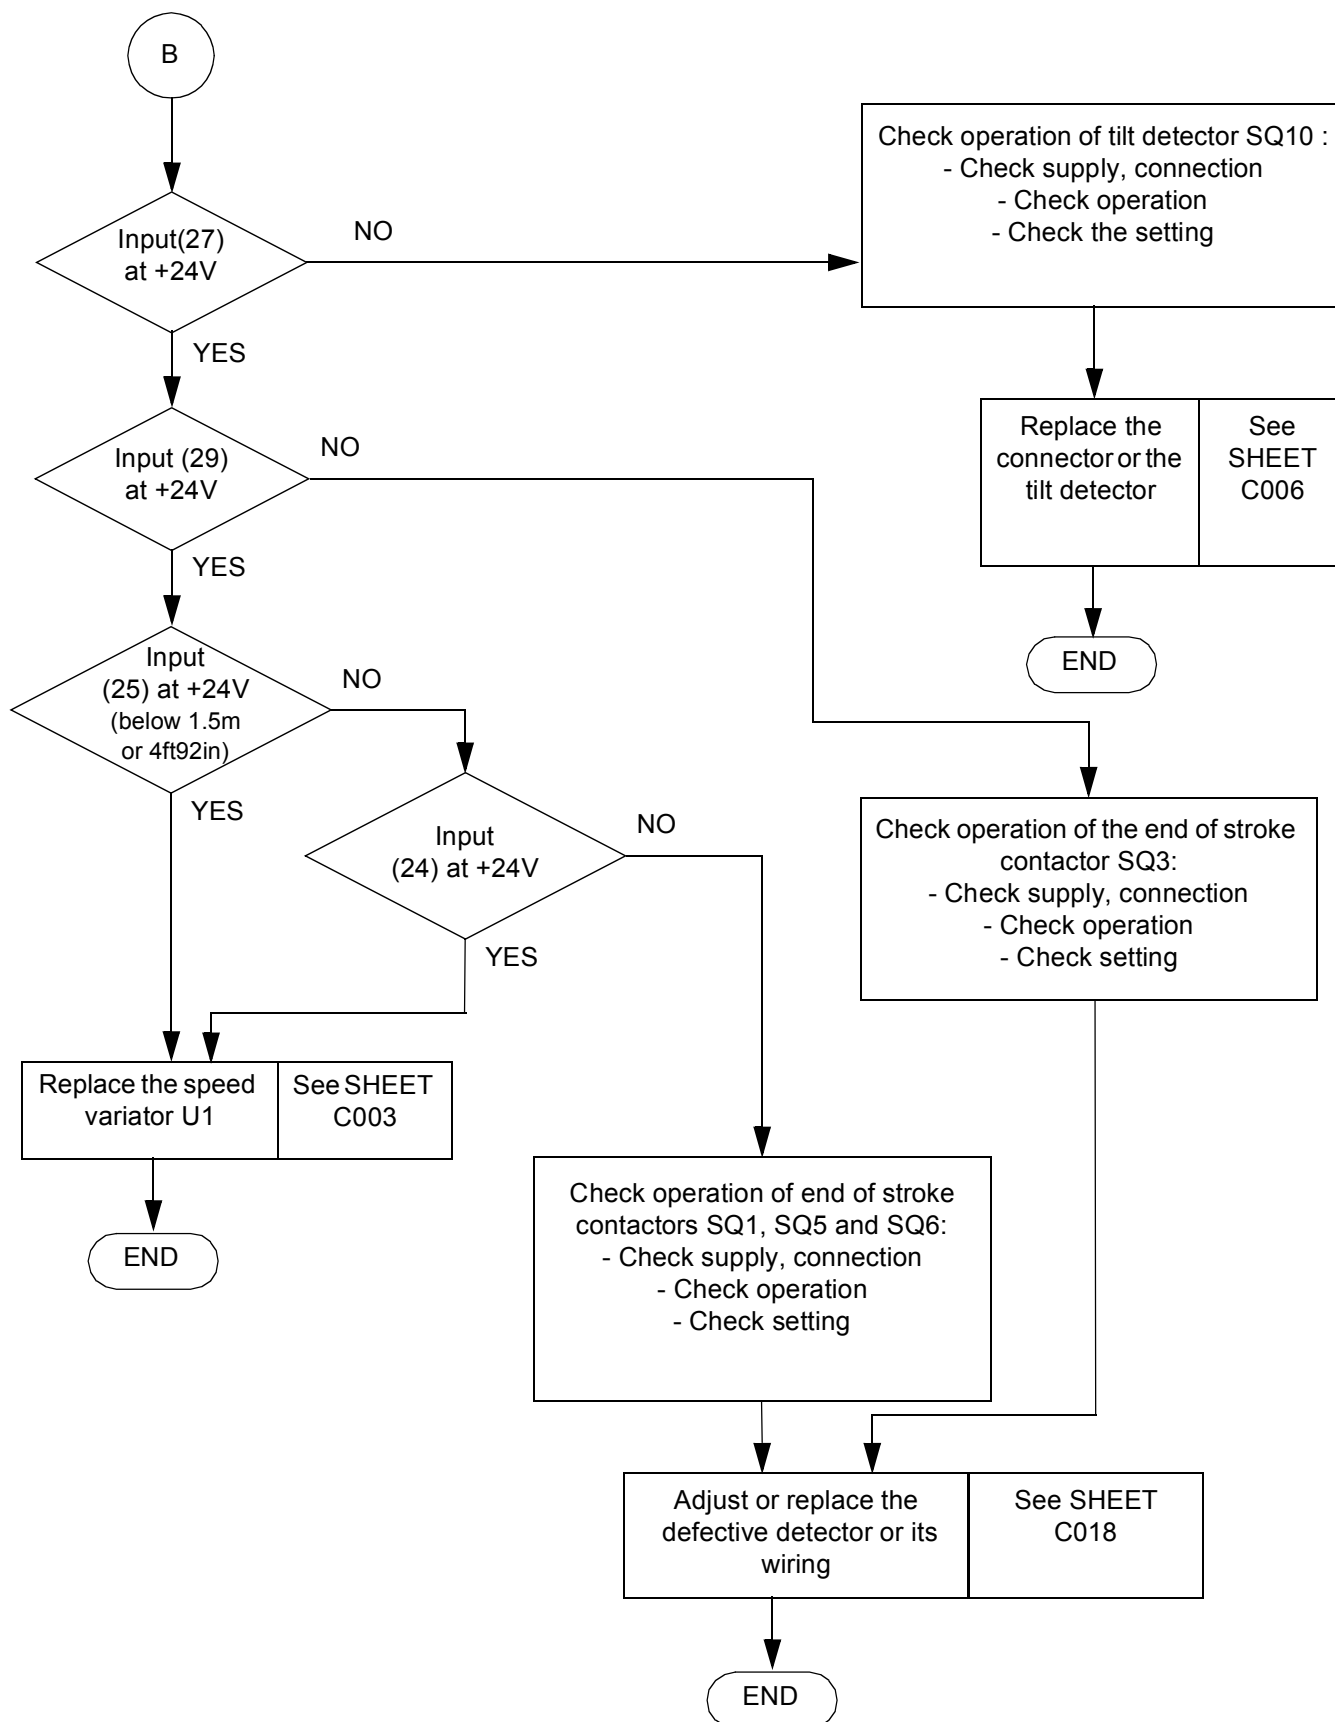 B
Input(27)
at +24V
NO
YES
Check operation of tilt detector SQ10 :
- Check supply, connection
- Check operation
- Check the setting
Replace the
connector or the
tilt detector
See
SHEET
C006
END
Input (29)
at +24V
NO
YES
Input
(25) at +24V
(below 1.5m
or 4ft92in)
NO
YES
Input
(24) at +24V
NO
YES
Check operation of the end of stroke
contactor SQ3:
- Check supply, connection
- Check operation
- Check setting
Replace the speed
variator U1
See SHEET
C003
END
Check operation of end of stroke
contactors SQ1, SQ5 and SQ6:
- Check supply, connection
- Check operation
- Check setting
Adjust or replace the
defective detector or its
wiring
See SHEET
C018
END